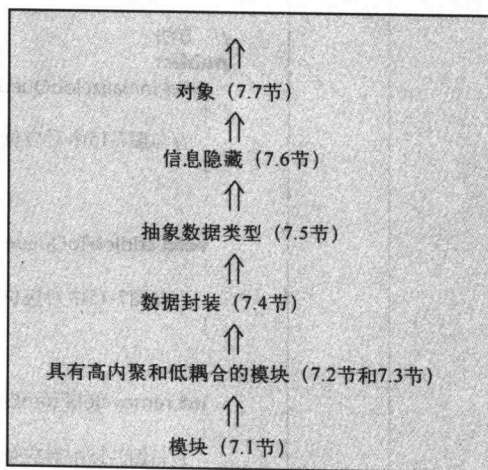 对象（7.7节）
信息隐藏（7.6节）
抽象数据类型（7.5节）
数据封装（7.4节）
具有高内聚和低耦合的模块（7.2节和7.3节）
模块（7.1节）